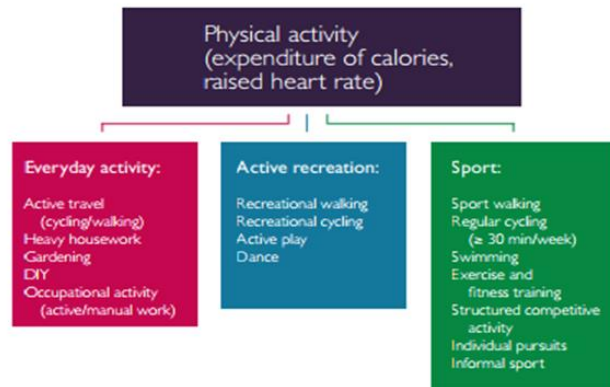 Physical activity
(expenditure of calories,
raised heart rate)
Everyday activity:
Active travel
(cycling/walking)
Heavy housework
Gardening
DIY
Occupational activity
(active/manual work)
Active recreation:
Recreational walking
Recreational cycling
Active play
Dance
Sport:
Sport walking
Regular cycling
(≥ 30 min/week)
Swimming
Exercise and
fitness training
Structured competitive
activity
Individual pursuits
Informal sport